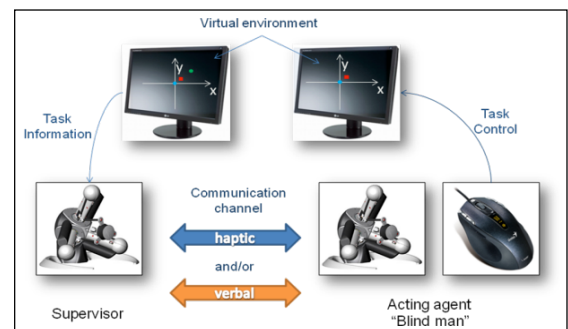 Virtual environment
y
x
y
x
Task
Information
Task
Control
Communication
channel
haptic
and/or
verbal
Supervisor
Acting agent
"Blind man"